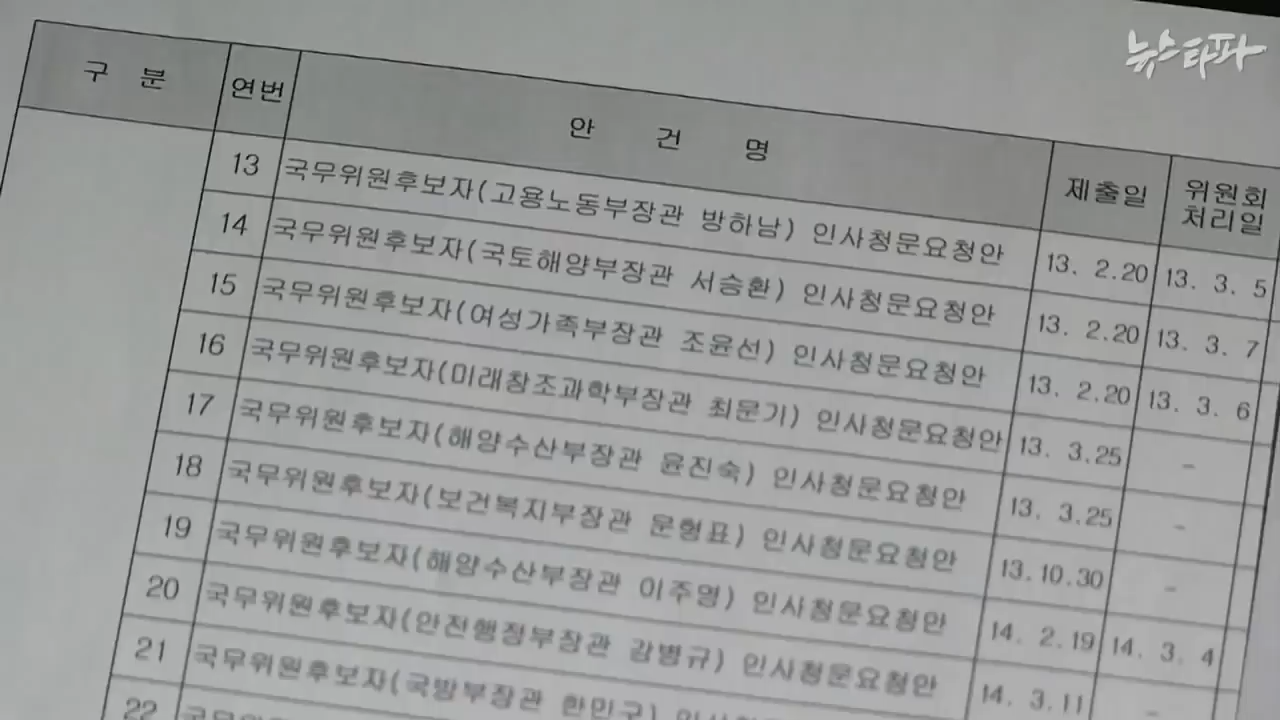 뉴스타파
구 분 연번 안 건 명 제출일 위원회
처리일
13 국무위원후보자(고용노동부장관 방하남) 인사청문요청안 13. 2.20 13. 3. 5
14 국무위원후보자(국토해양부장관 서승환) 인사청문요청안 13. 2.20 13. 3. 7
15 국무위원후보자(여성가족부장관 조윤선) 인사청문요청안 13. 2.20 13. 3. 6
16 국무위원후보자(미래창조과학부장관 최문기) 인사청문요청안 13. 3.25 -
17 국무위원후보자(해양수산부장관 윤진숙) 인사청문요청안 13. 3.25 -
18 국무위원후보자(보건복지부장관 문형표) 인사청문요청안 13.10.30 -
19 국무위원후보자(해양수산부장관 이주영) 인사청문요청안 14. 2.19 14. 3. 4
20 국무위원후보자(안전행정부장관 강병규) 인사청문요청안 14. 3.11 -
21 국무위원후보자(국방부장관 한민구)
22